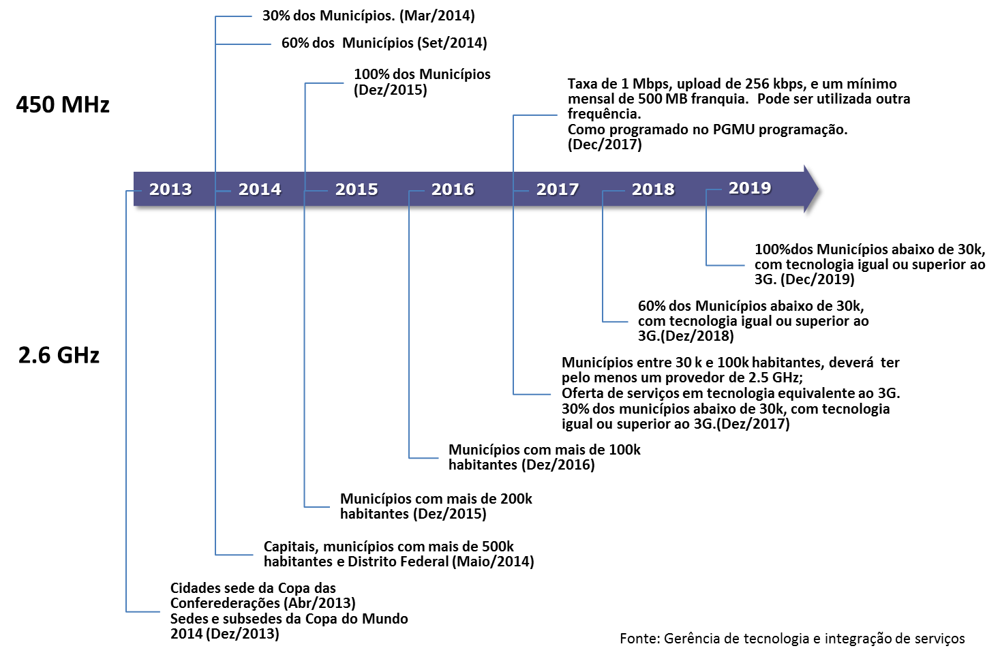 30% dos Municípios. (Mar/2014)
60% dos  Municípios (Set/2014)
100% dos Municípios
(Dez/2015)
Taxa de 1 Mbps, upload de 256 kbps, e um mínimo
mensal de 500 MB franquia.  Pode ser utilizada outra
frequência.
Como programado no PGMU programação.
(Dec/2017)
450 MHz
2013
2014
2015
2016
2017
2018
2019
100%dos Municípios abaixo de 30k,
com tecnologia igual ou superior ao
3G. (Dec/2019)
60% dos Municípios abaixo de 30k,
com tecnologia igual ou superior ao
3G.(Dez/2018)
2.6 GHz
Municípios entre 30 k e 100k habitantes, deverá  ter
pelo menos um provedor de 2.5 GHz;
Oferta de serviços em tecnologia equivalente ao 3G.
30% dos municípios abaixo de 30k, com tecnologia
igual ou superior ao 3G.(Dez/2017)
Municípios com mais de 100k
habitantes (Dez/2016)
Municípios com mais de 200k
habitantes (Dez/2015)
Capitais, municípios com mais de 500k
habitantes e Distrito Federal (Maio/2014)
Cidades sede da Copa das
Conferederações (Abr/2013)
Sedes e subsedes da Copa do Mundo
2014 (Dez/2013)
Fonte: Gerência de tecnologia e integração de serviços